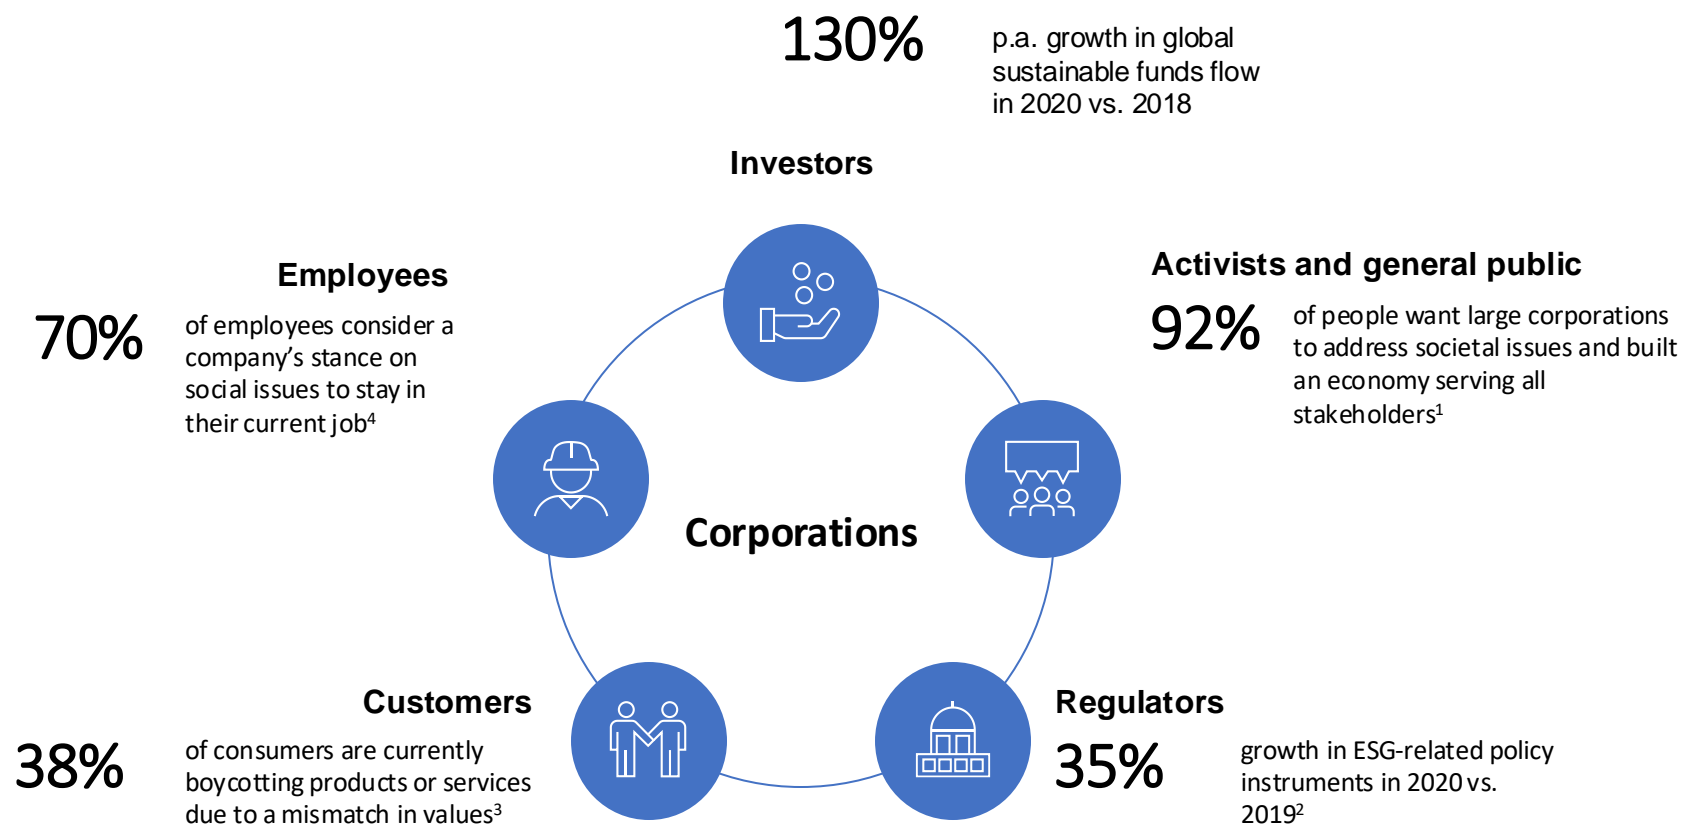 130%
p.a. growth in global
sustainable funds flow
in 2020 vs. 2018
Investors
Employees
70%
of employees consider a
company’s stance on
social issues to stay in
their current job⁴
Activists and general public
92%
of people want large corporations
to address societal issues and built
an economy serving all
stakeholders¹
Corporations
Customers
38%
of consumers are currently
boycotting products or services
due to a mismatch in values³
Regulators
35%
growth in ESG-related policy
instruments in 2020 vs.
2019²